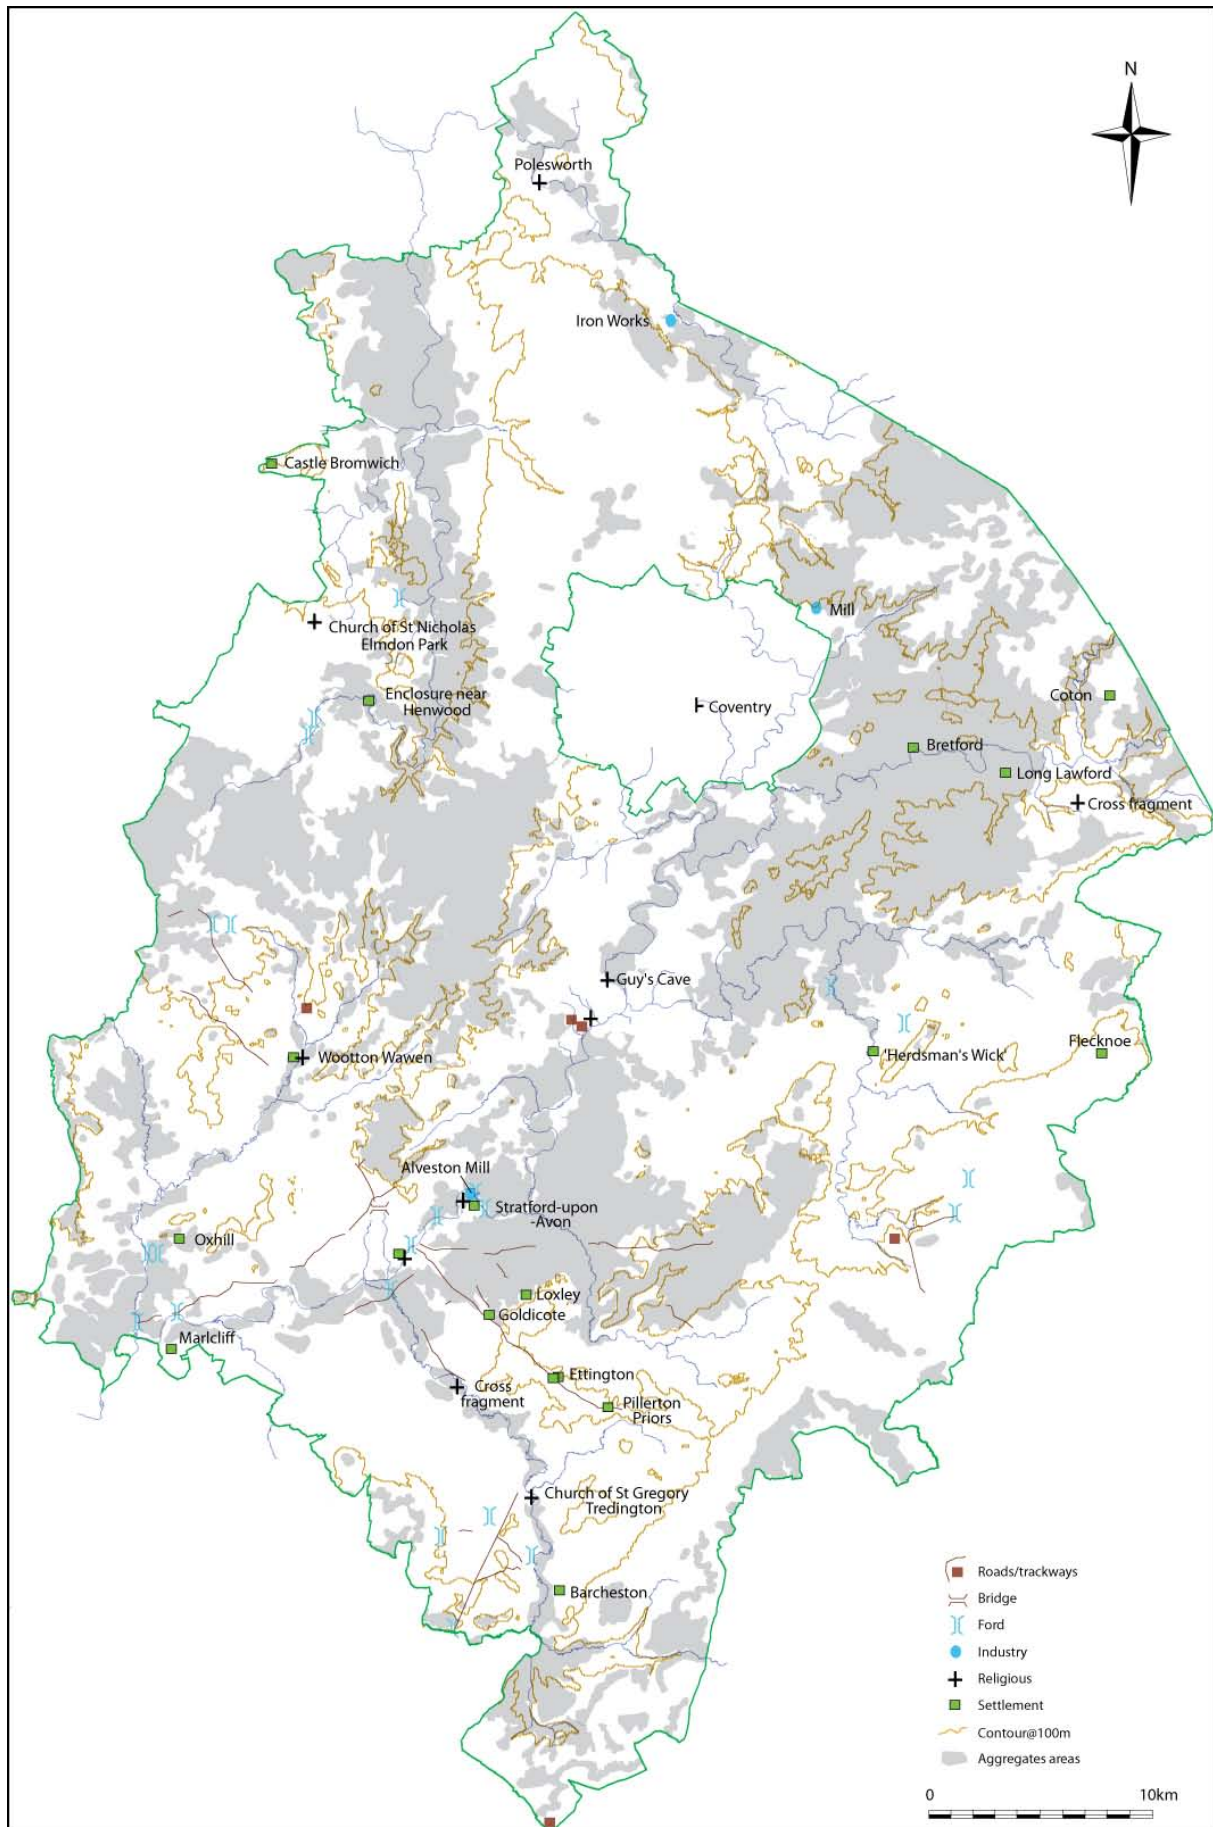 N
Polesworth
Iron Works
Castle Bromwich
Mill
Church of St Nicholas
Elmdon Park
Enclosure near
Henwood
Coton
Coventry
Bretford
Long Lawford
Cross fragment
Guy's Cave
Wootton Wawen
'Herdsman's Wick'
Flecknoe
Alveston Mill
Stratford-upon
-Avon
Oxhill
Loxley
Goldicote
Marlcliff
Ettington
Cross
fragment
Pillerton
Priors
Church of St Gregory
Tredington
Barcheston
Roads/trackways
Bridge
Ford
Industry
Religious
Settlement
Contour@100m
Aggregates areas
0 10km